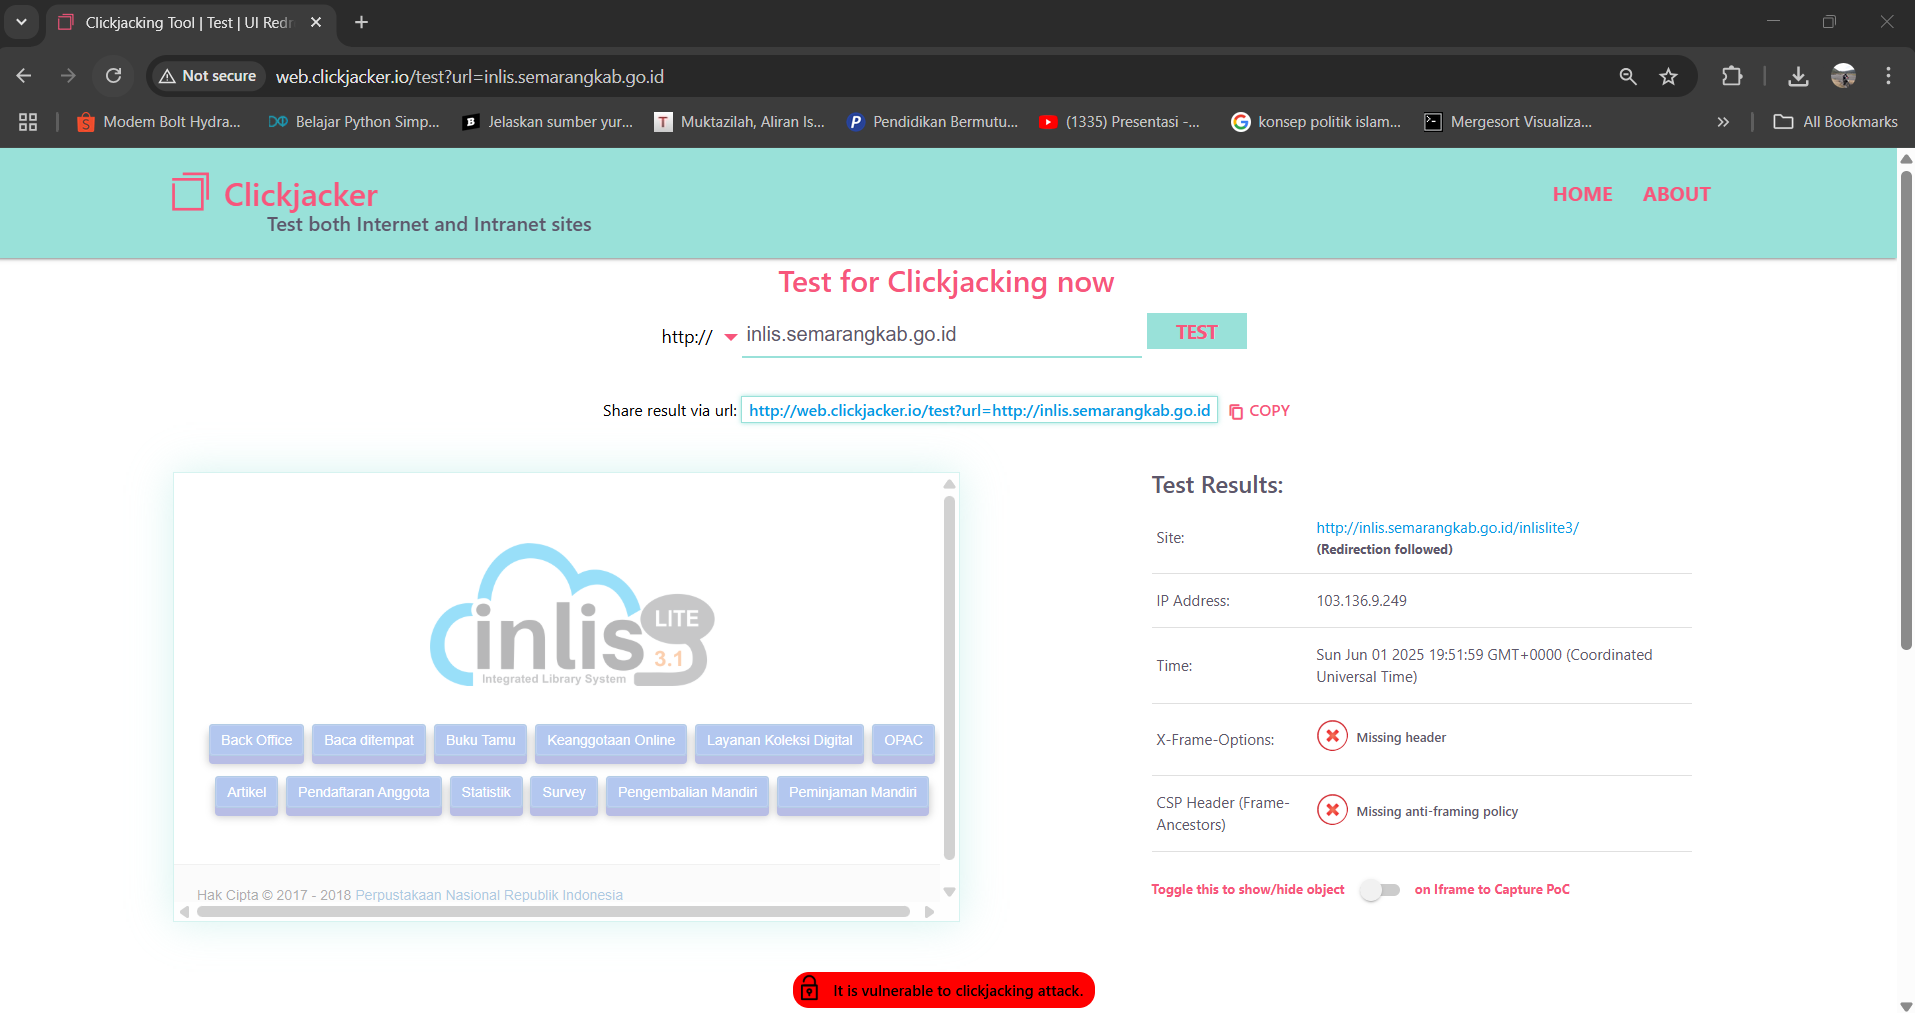 Clickjacking Tool | Test | UI Redr
Not secure
web.clickjacker.io/test?url=inlis.semarangkab.go.id
Modem Bolt Hydra...
Belajar Python Simp...
Jelaskan sumber yur...
Muktazilah, Aliran Is...
Pendidikan Bermutu...
(1335) Presentasi -...
konsep politik islam...
Mergesort Visualiza...
All Bookmarks
Clickjacker
Test both Internet and Intranet sites
HOME
ABOUT
Test for Clickjacking now
http://
inlis.semarangkab.go.id
TEST
Share result via url: http://web.clickjacker.io/test?url=http://inlis.semarangkab.go.id COPY
inlis LITE
3.1
Integrated Library System
Back Office
Baca ditempat
Buku Tamu
Keanggotaan Online
Layanan Koleksi Digital
OPAC
Artikel
Pendaftaran Anggota
Statistik
Survey
Pengembalian Mandiri
Peminjaman Mandiri
Hak Cipta © 2017 - 2018 Perpustakaan Nasional Republik Indonesia
Test Results:
Site:
http://inlis.semarangkab.go.id/inlislite3/
(Redirection followed)
IP Address:
103.136.9.249
Time:
Sun Jun 01 2025 19:51:59 GMT+0000 (Coordinated
Universal Time)
X-Frame-Options:
Missing header
CSP Header (Frame-
Ancestors)
Missing anti-framing policy
Toggle this to show/hide object
on Iframe to Capture PoC
It is vulnerable to clickjacking attack.